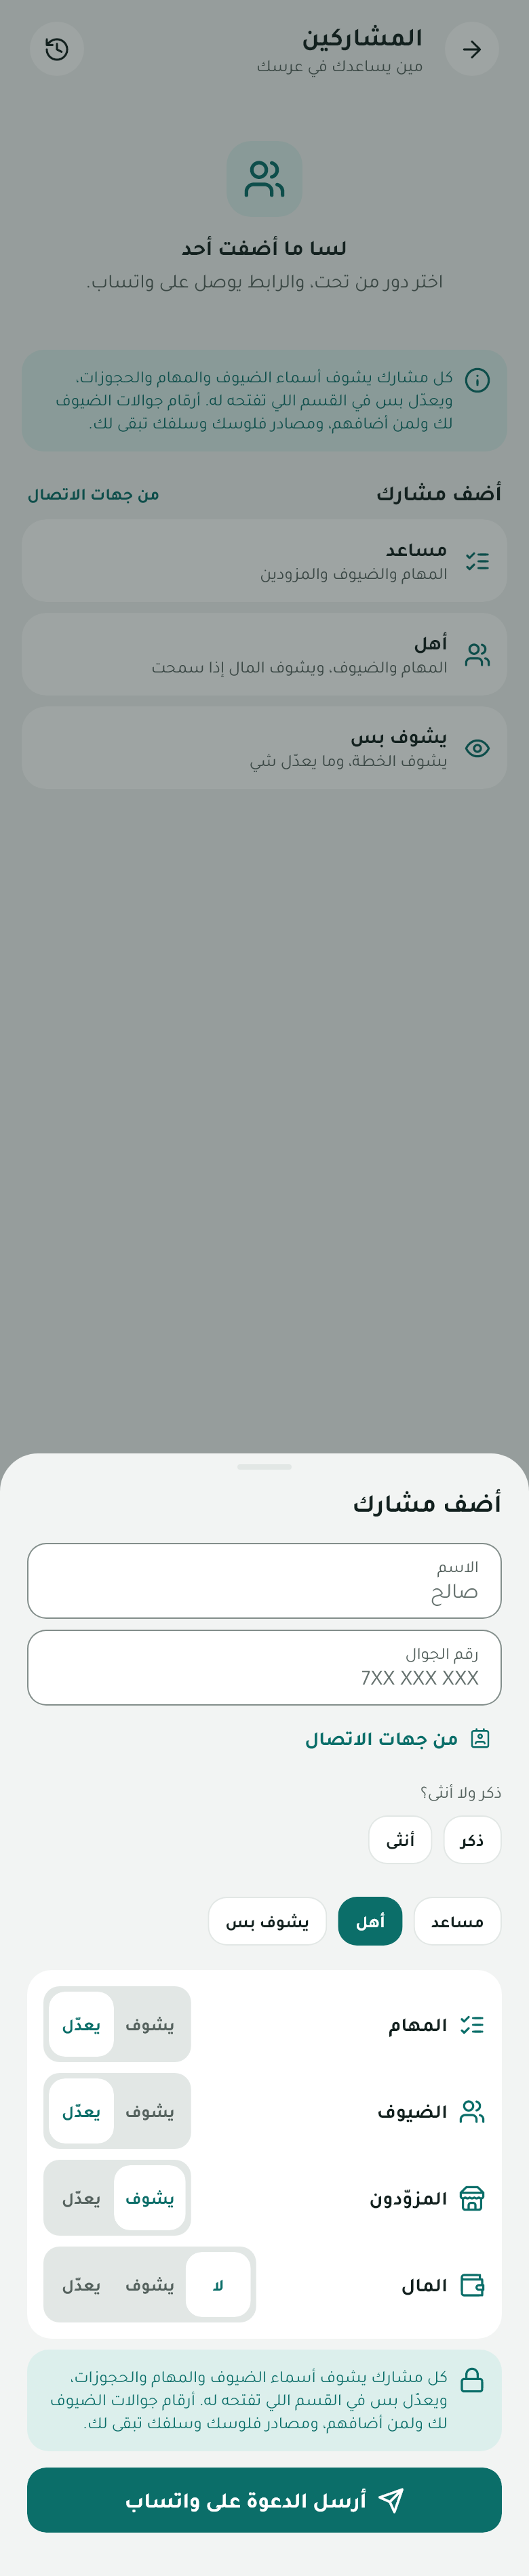 المشاركين
مين يساعدك في عرسك
لسا ما أضفت أحد
اختر دور من تحت، والرابط يوصل على واتساب.
كل مشارك يشوف أسماء الضيوف والمهام والحجوزات،
ويعدّل بس في القسم اللي تفتحه له. أرقام جوالات الضيوف
لك ولمن أضافهم، ومصادر فلوسك وسلفك تبقى لك.
أضف مشارك
من جهات الاتصال
مساعد
المهام والضيوف والمزودين
أهل
المهام والضيوف، ويشوف المال إذا سمحت
يشوف بس
يشوف الخطة، وما يعدّل شي
أضف مشارك
الاسم
صالح
رقم الجوال
7XX XXX XXX
من جهات الاتصال
ذكر ولا أنثى؟
ذكر أنثى
مساعد أهل يشوف بس
المهام يشوف يعدّل
الضيوف يشوف يعدّل
المزوّدون يشوف يعدّل
المال لا يشوف يعدّل
كل مشارك يشوف أسماء الضيوف والمهام والحجوزات،
ويعدّل بس في القسم اللي تفتحه له. أرقام جوالات الضيوف
لك ولمن أضافهم، ومصادر فلوسك وسلفك تبقى لك.
أرسل الدعوة على واتساب